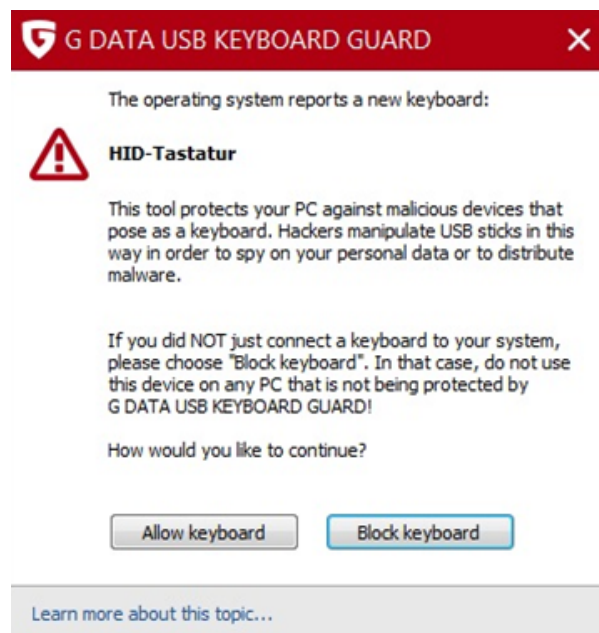 G DATA USB KEYBOARD GUARD
The operating system reports a new keyboard:
HID-Tastatur
This tool protects your PC against malicious devices that
pose as a keyboard. Hackers manipulate USB sticks in this
way in order to spy on your personal data or to distribute
malware.
If you did NOT just connect a keyboard to your system,
please choose "Block keyboard". In that case, do not use
this device on any PC that is not being protected by
G DATA USB KEYBOARD GUARD!
How would you like to continue?
Allow keyboard Block keyboard
Learn more about this topic...